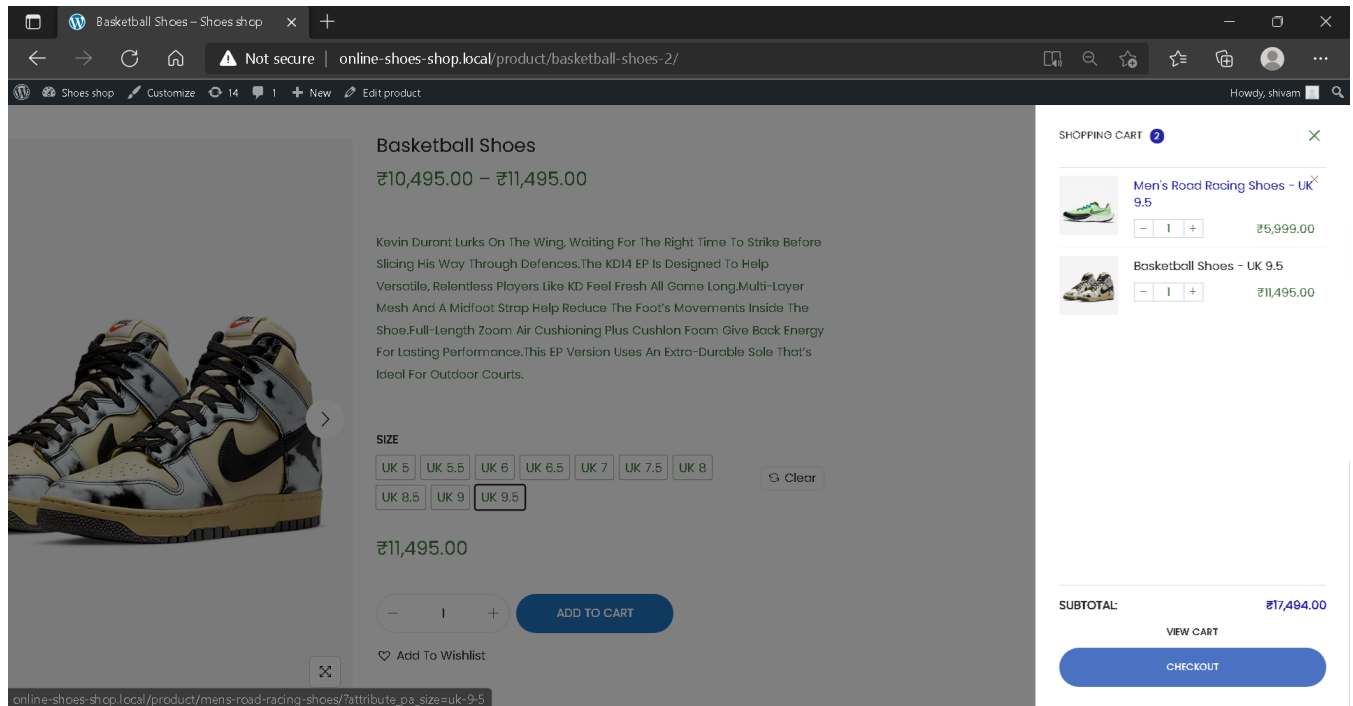 Basketball Shoes – Shoes shop
Not secure | online-shoes-shop.local/product/basketball-shoes-2/
Shoes shop Customize 14 1 New Edit product Howdy, shivam
Basketball Shoes
₹10,495.00 – ₹11,495.00
Kevin Durant Lurks On The Wing, Waiting For The Right Time To Strike Before
Slicing His Way Through Defences.The KD14 EP Is Designed To Help
Versatile, Relentless Players Like KD Feel Fresh All Game Long.Multi-Layer
Mesh And A Midfoot Strap Help Reduce The Foot's Movements Inside The
Shoe.Full-Length Zoom Air Cushioning Plus Cushlon Foam Give Back Energy
For Lasting Performance.This EP Version Uses An Extra-Durable Sole That's
Ideal For Outdoor Courts.
SIZE
UK 5 UK 5.5 UK 6 UK 6.5 UK 7 UK 7.5 UK 8
UK 8.5 UK 9 UK 9.5
Clear
₹11,495.00
− 1 + ADD TO CART
Add To Wishlist
online-shoes-shop.local/product/mens-road-racing-shoes/?attribute_pa_size=uk-9-5
SHOPPING CART 2
Men's Road Racing Shoes - UK
9.5
− 1 + ₹5,999.00
Basketball Shoes - UK 9.5
− 1 + ₹11,495.00
SUBTOTAL: ₹17,494.00
VIEW CART
CHECKOUT